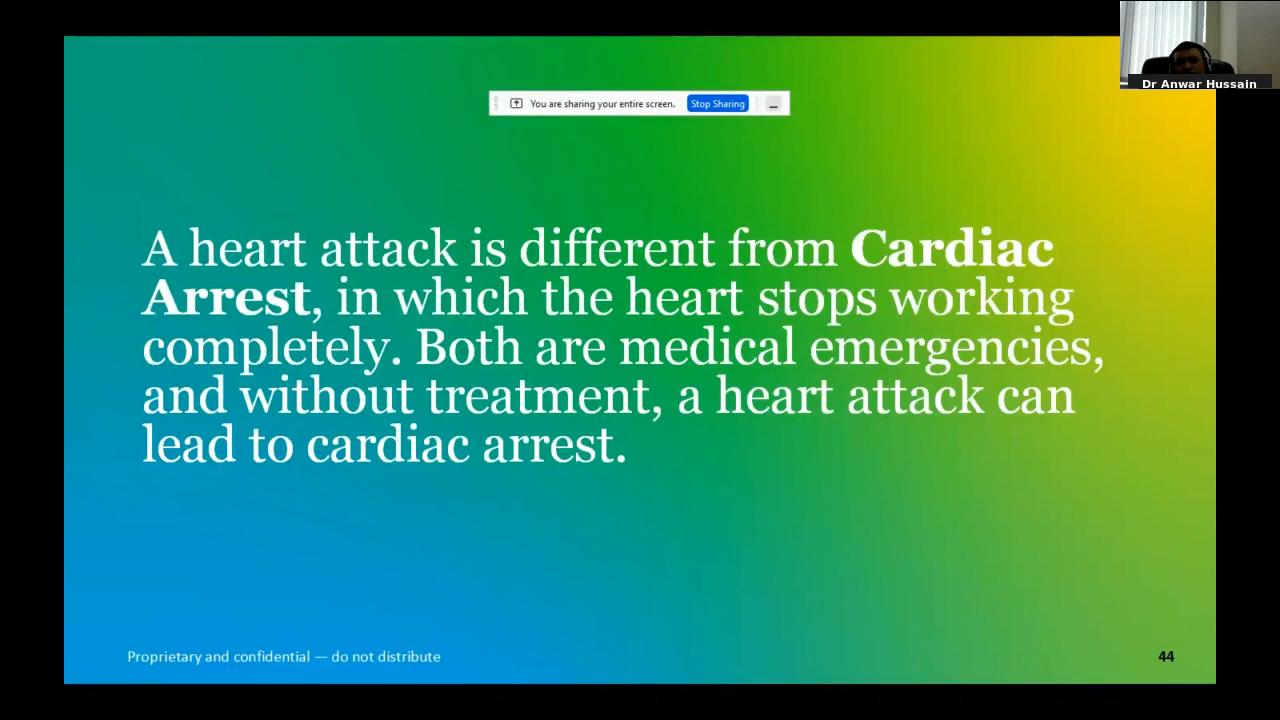 Dr Anwar Hussain
You are sharing your entire screen. Stop Sharing
A heart attack is different from Cardiac
Arrest, in which the heart stops working
completely. Both are medical emergencies,
and without treatment, a heart attack can
lead to cardiac arrest.
Proprietary and confidential — do not distribute
44